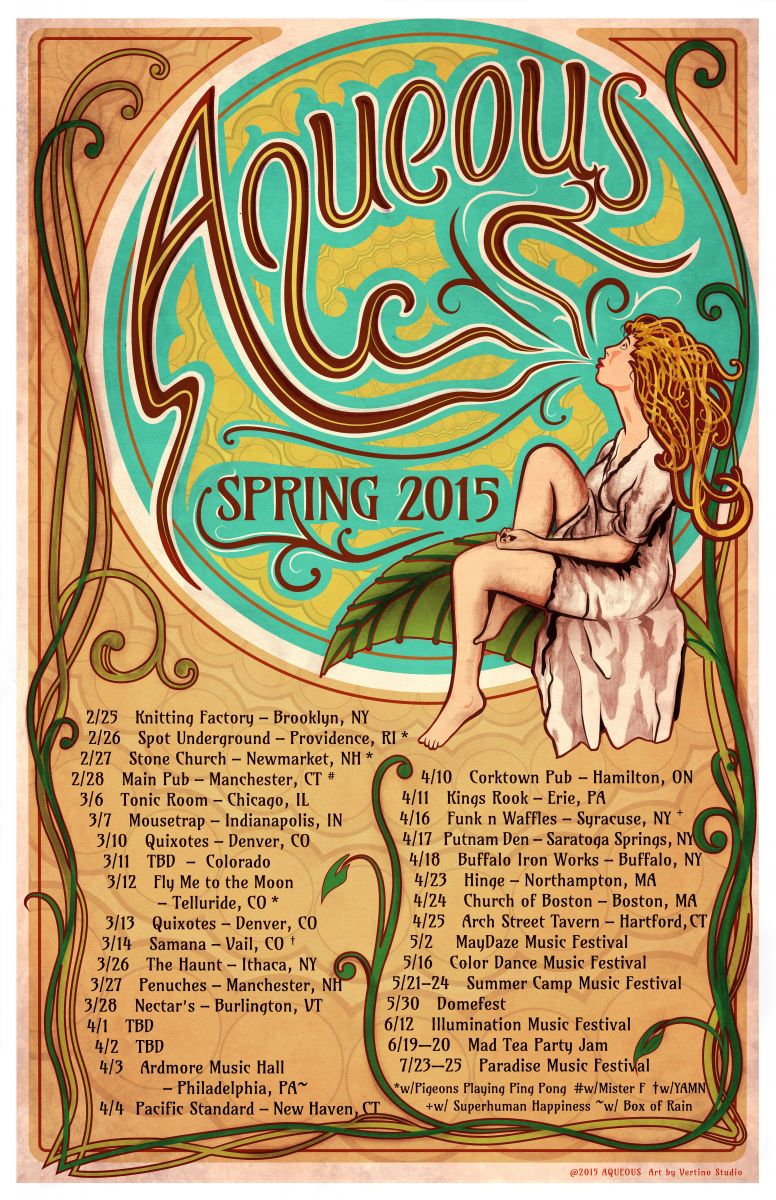 Aqueous
SPRING 2015
2/25 Knitting Factory – Brooklyn, NY
2/26 Spot Underground – Providence, RI *
2/27 Stone Church – Newmarket, NH *
2/28 Main Pub – Manchester, CT #
3/6 Tonic Room – Chicago, IL
3/7 Mousetrap – Indianapolis, IN
3/10 Quixotes – Denver, CO
3/11 TBD – Colorado
3/12 Fly Me to the Moon
– Telluride, CO *
3/13 Quixotes – Denver, CO
3/14 Samana – Vail, CO †
3/26 The Haunt – Ithaca, NY
3/27 Penuches – Manchester, NH
3/28 Nectar's – Burlington, VT
4/1 TBD
4/2 TBD
4/3 Ardmore Music Hall
– Philadelphia, PA~
4/4 Pacific Standard – New Haven, CT
4/10 Corktown Pub – Hamilton, ON
4/11 Kings Rook – Erie, PA
4/16 Funk n Waffles – Syracuse, NY +
4/17 Putnam Den – Saratoga Springs, NY
4/18 Buffalo Iron Works – Buffalo, NY
4/23 Hinge – Northampton, MA
4/24 Church of Boston – Boston, MA
4/25 Arch Street Tavern – Hartford, CT
5/2 MayDaze Music Festival
5/16 Color Dance Music Festival
5/21–24 Summer Camp Music Festival
5/30 Domefest
6/12 Illumination Music Festival
6/19–20 Mad Tea Party Jam
7/23–25 Paradise Music Festival
*w/Pigeons Playing Ping Pong #w/Mister F †w/YAMN
+w/ Superhuman Happiness ~w/ Box of Rain
@2015 AQUEOUS Art by Vertino Studio